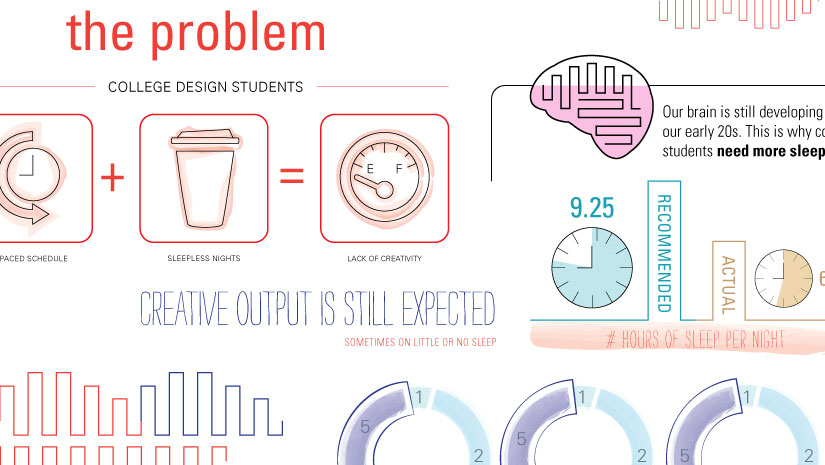 the problem
COLLEGE DESIGN STUDENTS
+
=
E F
PACED SCHEDULE
SLEEPLESS NIGHTS
LACK OF CREATIVITY
CREATIVE OUTPUT IS STILL EXPECTED
SOMETIMES ON LITTLE OR NO SLEEP
Our brain is still developing
our early 20s. This is why
students need more sleep
9.25
RECOMMENDED
ACTUAL
6
# HOURS OF SLEEP PER NIGHT
5 1 2
5 1 2
5 1 2